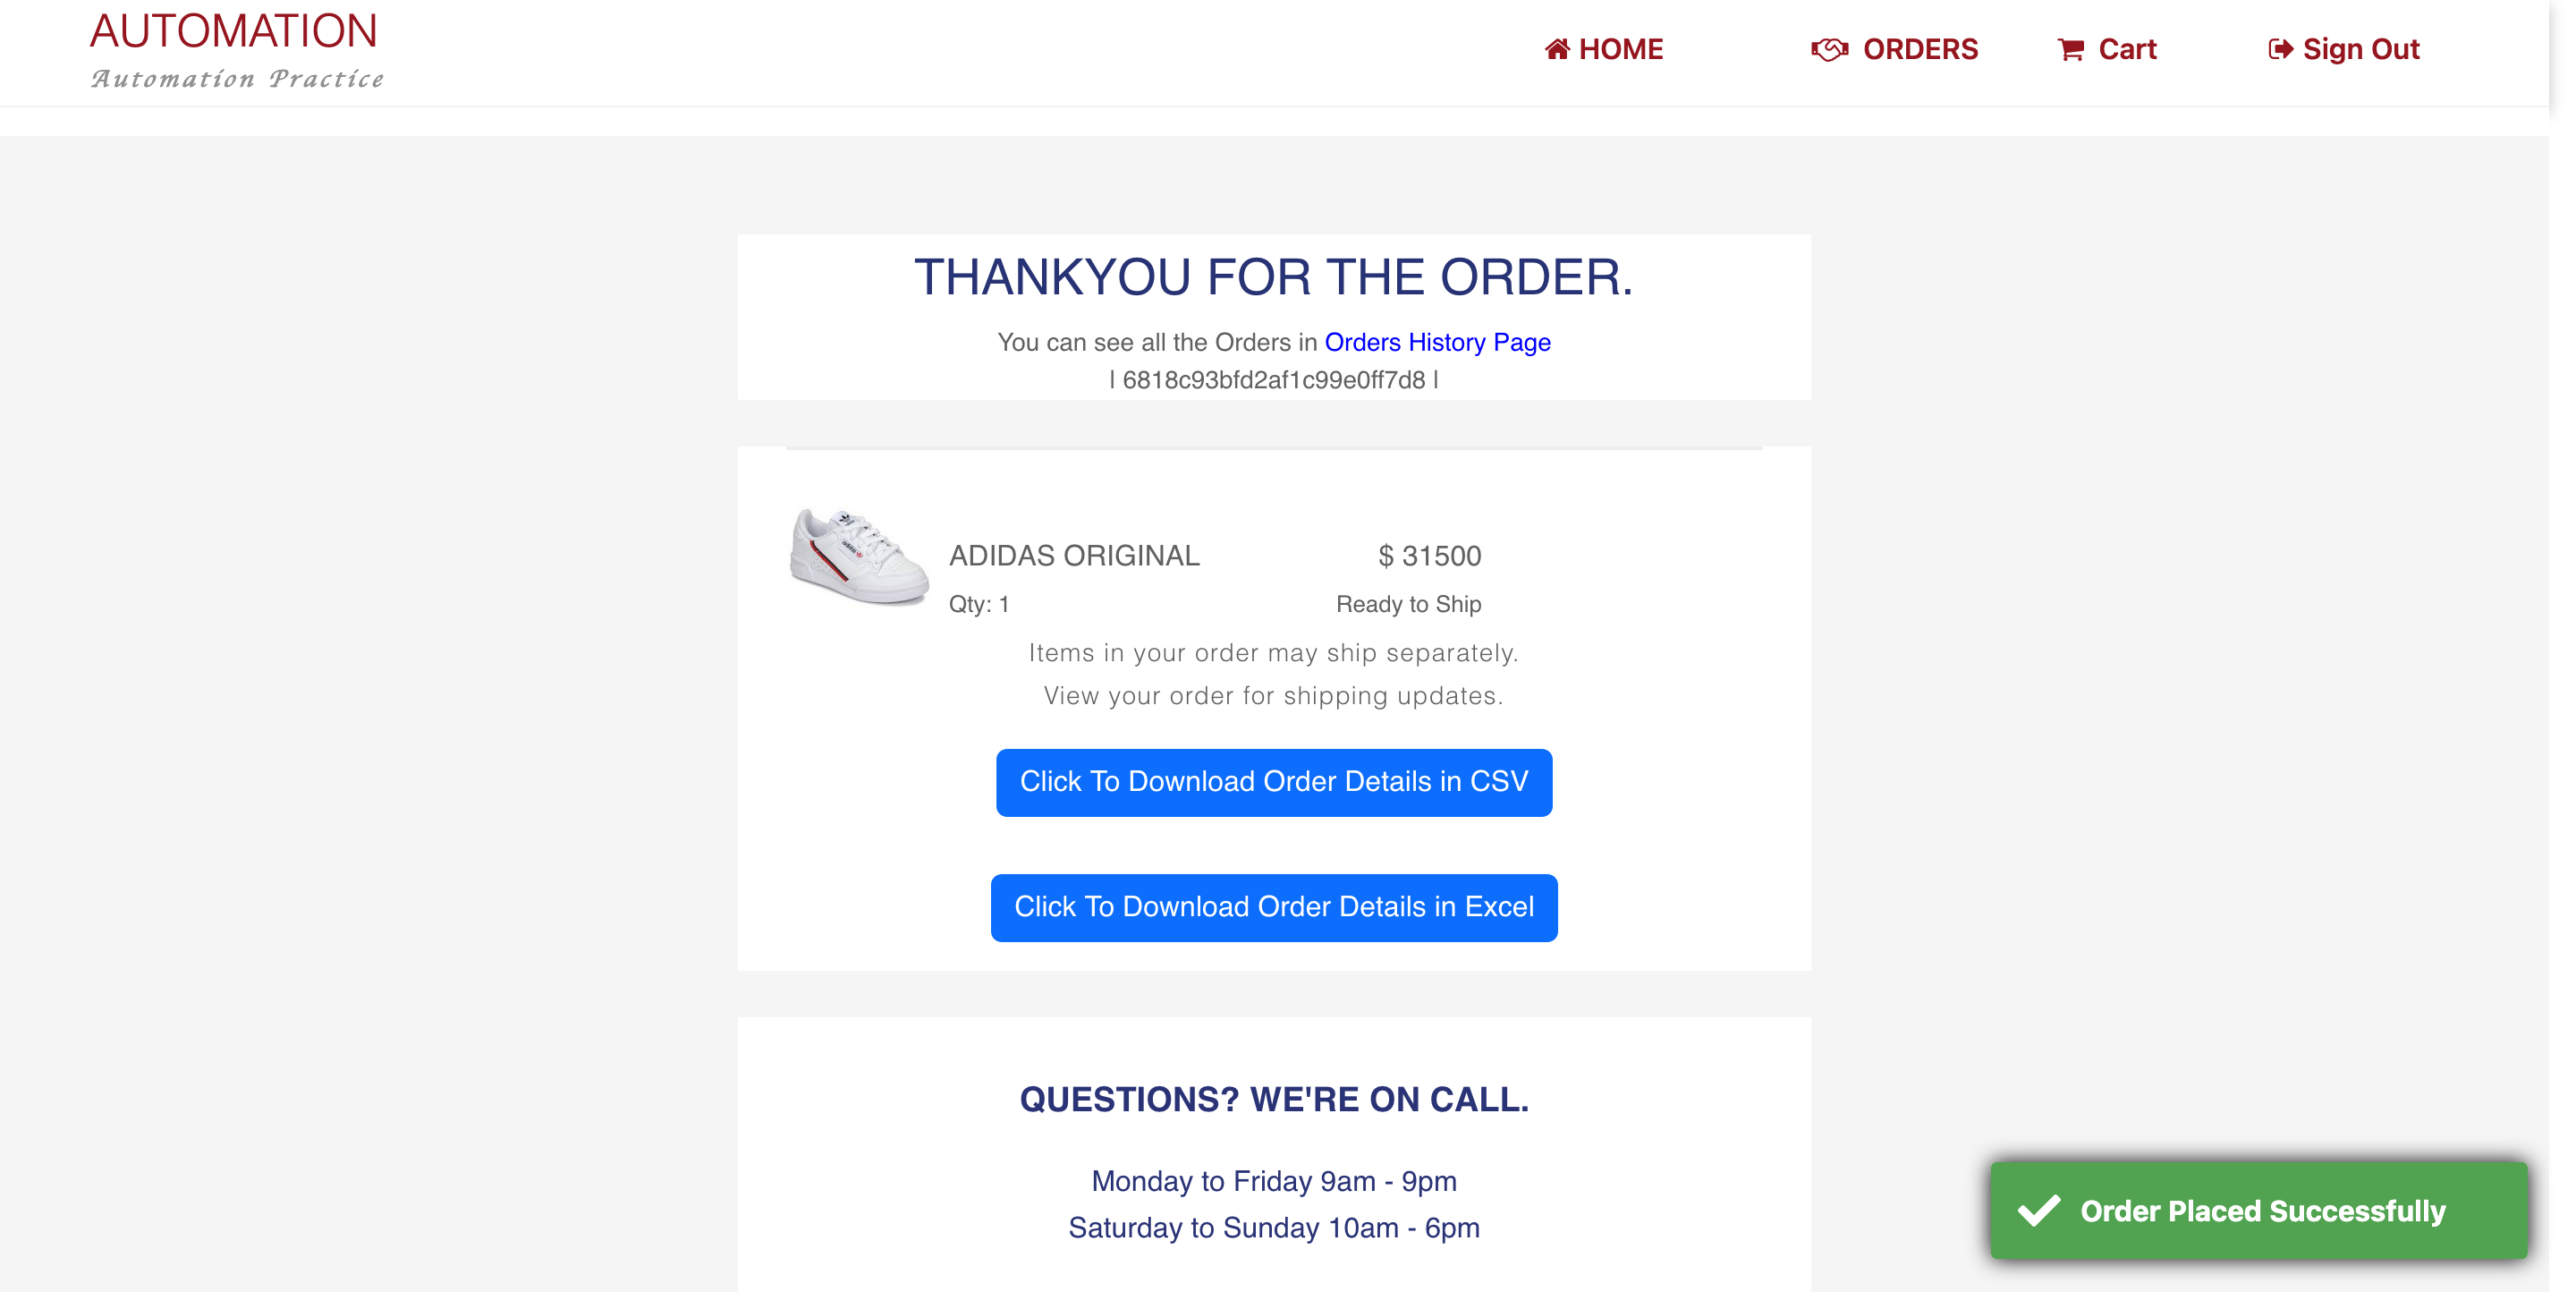 AUTOMATION
Automation Practice
HOME
ORDERS
Cart
Sign Out
THANKYOU FOR THE ORDER.
You can see all the Orders in Orders History Page
| 6818c93bfd2af1c99e0ff7d8 |
adidas
ADIDAS ORIGINAL
$ 31500
Qty: 1
Ready to Ship
Items in your order may ship separately.
View your order for shipping updates.
Click To Download Order Details in CSV
Click To Download Order Details in Excel
QUESTIONS? WE'RE ON CALL.
Monday to Friday 9am - 9pm
Saturday to Sunday 10am - 6pm
Order Placed Successfully